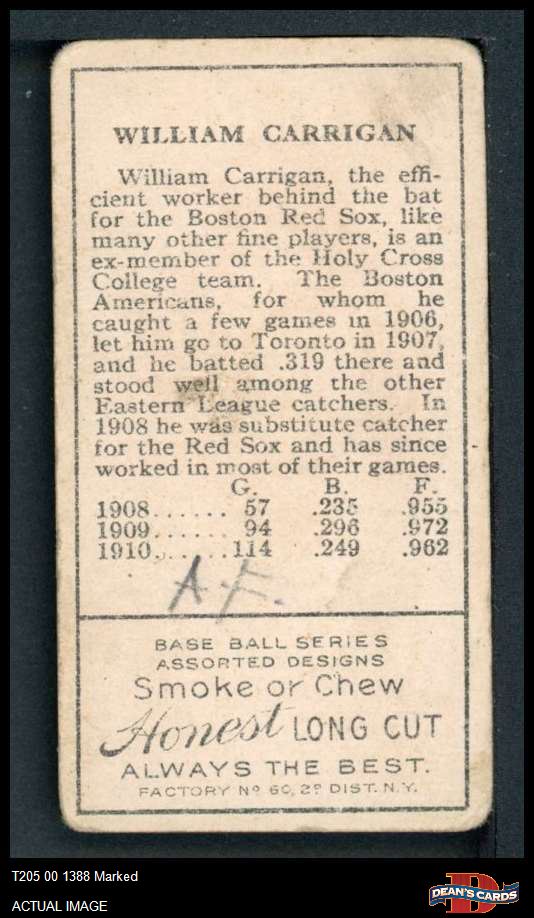 WILLIAM CARRIGAN
William Carrigan, the effi-
cient worker behind the bat
for the Boston Red Sox, like
many other fine players, is an
ex-member of the Holy Cross
College team. The Boston
Americans, for whom he
caught a few games in 1906,
let him go to Toronto in 1907,
and he batted .319 there and
stood well among the other
Eastern League catchers. In
1908 he was substitute catcher
for the Red Sox and has since
worked in most of their games.
G. B. F.
1908...... 57 .235 .955
1909...... 94 .296 .972
1910....... 114 .249 .962
A.F.
BASE BALL SERIES
ASSORTED DESIGNS
Smoke or Chew
Honest LONG CUT
ALWAYS THE BEST.
FACTORY Nº 60, 2º DIST. N.Y.
T205 00 1388 Marked
ACTUAL IMAGE
DEAN'S CARDS